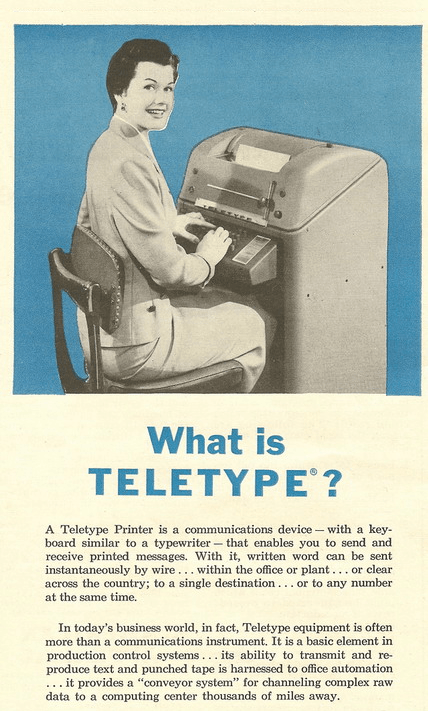 TELETYPE
What is
TELETYPE®?
A Teletype Printer is a communications device — with a key-
board similar to a typewriter — that enables you to send and
receive printed messages. With it, written word can be sent
instantaneously by wire . . . within the office or plant . . . or clear
across the country; to a single destination . . . or to any number
at the same time.
In today's business world, in fact, Teletype equipment is often
more than a communications instrument. It is a basic element in
production control systems . . . its ability to transmit and re-
produce text and punched tape is harnessed to office automation
. . . it provides a “conveyor system” for channeling complex raw
data to a computing center thousands of miles away.